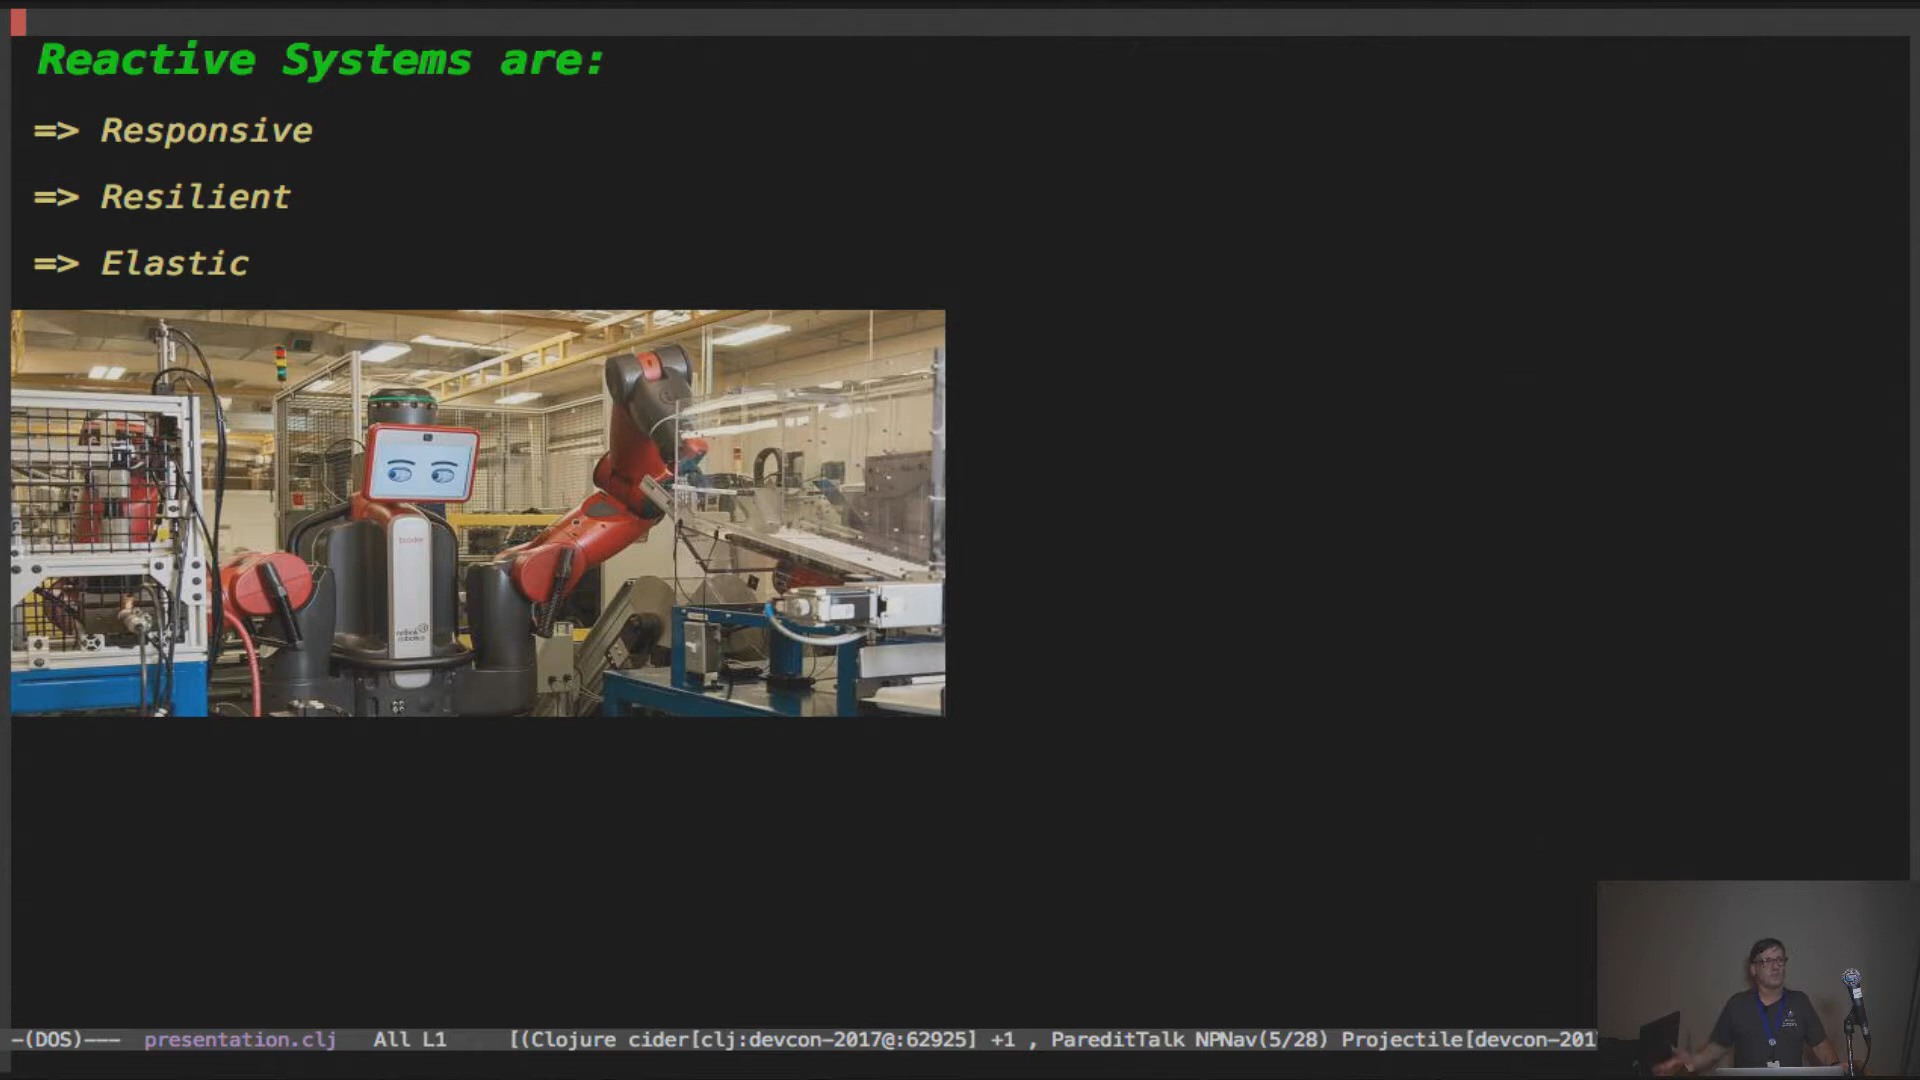 Reactive Systems are:
=> Responsive
=> Resilient
=> Elastic
-(DOS)--- presentation.clj All L1 [(Clojure cider[clj:devcon-2017@:62925] +1 , PareditTalk NPNav(5/28) Projectile[devcon-201